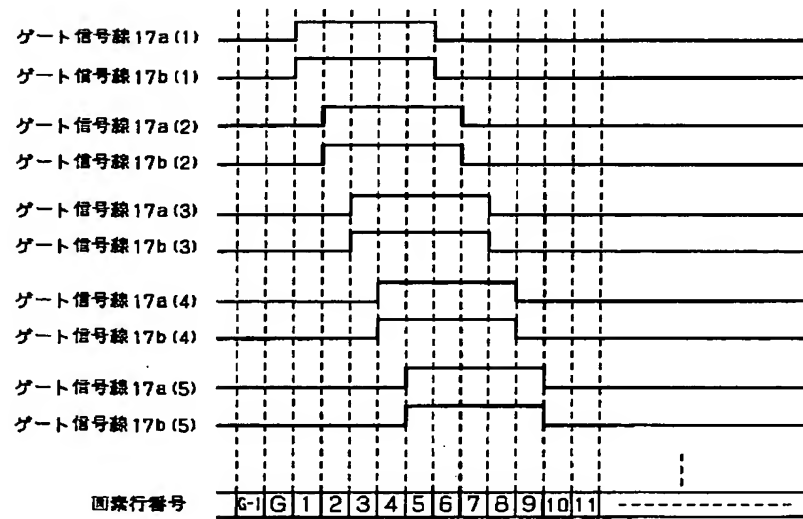 ゲート信号線17a(1)
ゲート信号線17b(1)
ゲート信号線17a(2)
ゲート信号線17b(2)
ゲート信号線17a(3)
ゲート信号線17b(3)
ゲート信号線17a(4)
ゲート信号線17b(4)
ゲート信号線17a(5)
ゲート信号線17b(5)
画素行番号 G-1 G 1 2 3 4 5 6 7 8 9 10 11